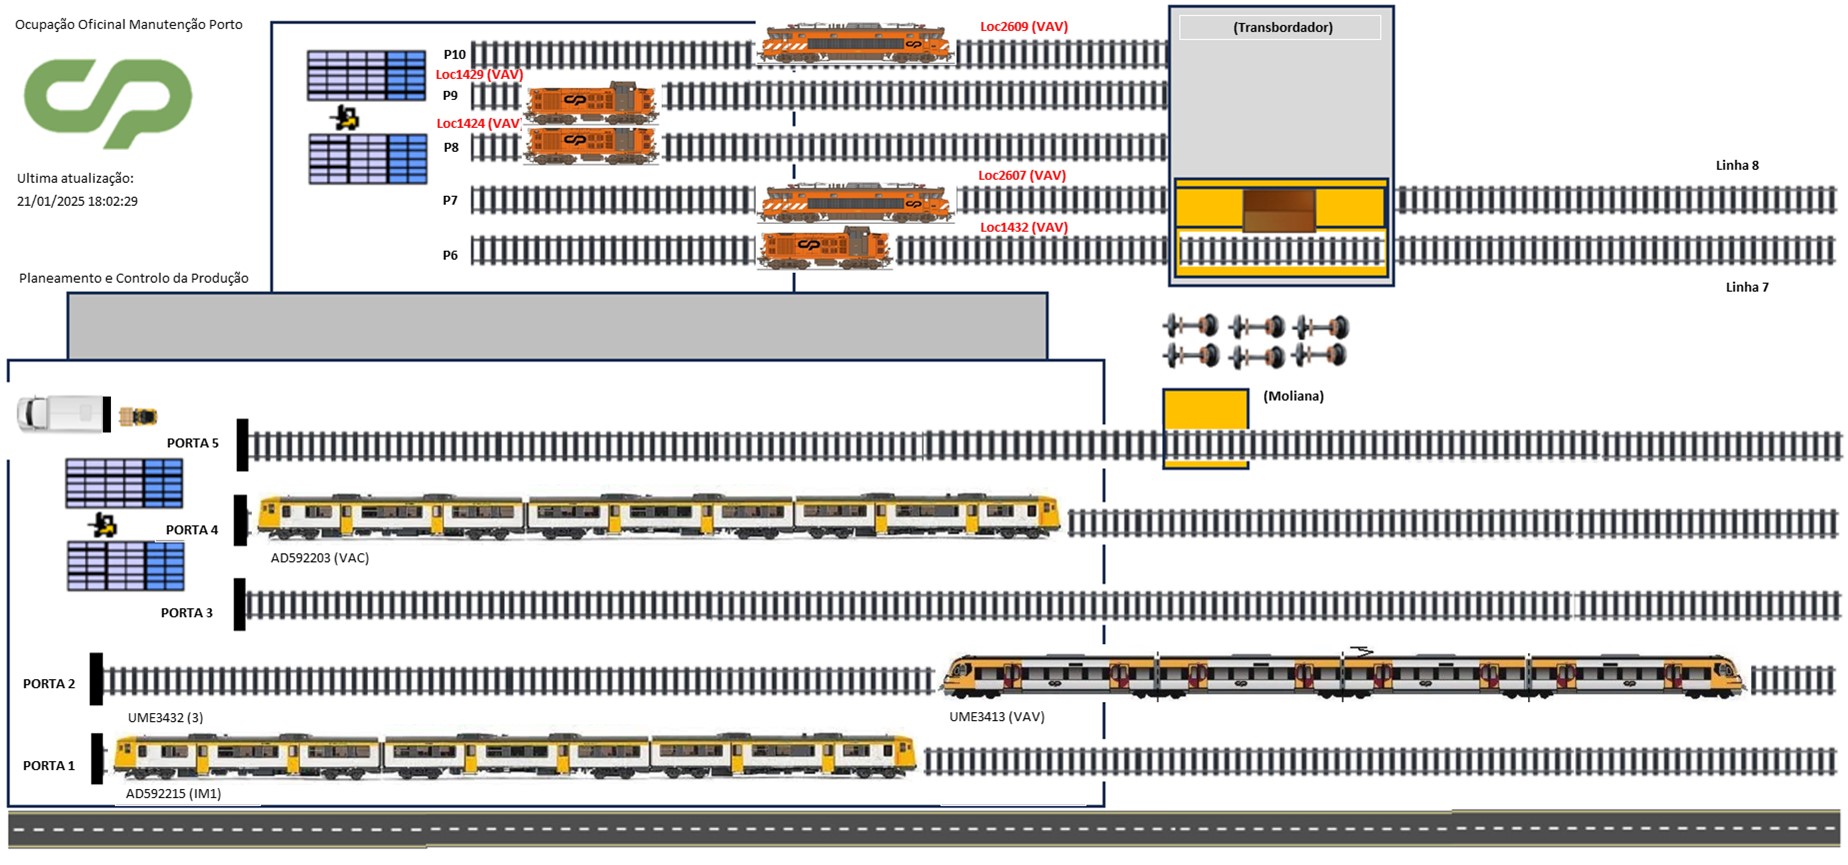 Ocupação Oficinal Manutenção Porto
CP
Ultima atualização:
21/01/2025 18:02:29
Planeamento e Controlo da Produção
P10
Loc2609 (VAV)
(Transbordador)
Loc1429 (VAV)
P9
Loc1424 (VAV)
P8
Loc2607 (VAV)
P7
Linha 8
Loc1432 (VAV)
P6
Linha 7
(Moliana)
PORTA 5
PORTA 4
AD592203 (VAC)
PORTA 3
PORTA 2
UME3432 (3)
UME3413 (VAV)
PORTA 1
AD592215 (IM1)